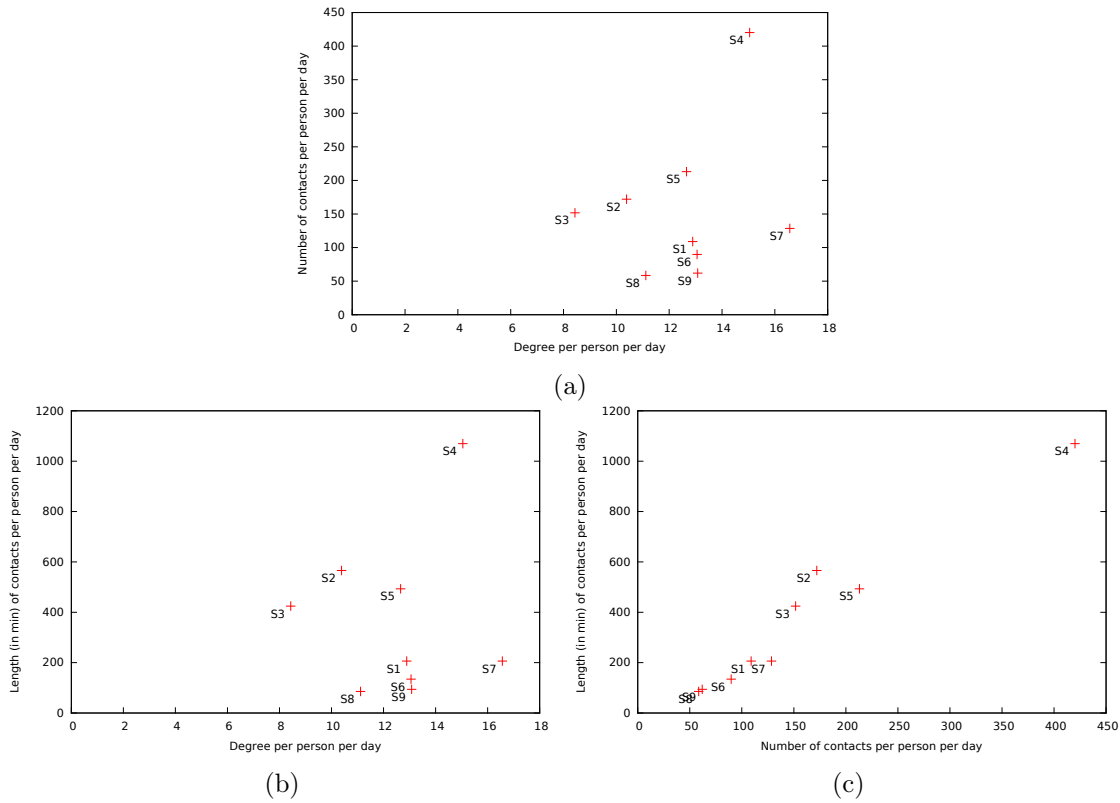 450
400
350
300
250
200
150
100
50
0
Number of contacts per person per day
S4
S5
S2
S3
S7
S1
S6
S8
S9
0 2 4 6 8 10 12 14 16 18
Degree per person per day
(a)
1200
1000
800
600
400
200
0
Length (in min) of contacts per person per day
S4
S2
S5
S3
S1
S7
S6
S9
S8
0 2 4 6 8 10 12 14 16 18
Degree per person per day
(b)
1200
1000
800
600
400
200
0
Length (in min) of contacts per person per day
S4
S2
S5
S3
S1 S7
S6
S9
S8
0 50 100 150 200 250 300 350 400 450
Number of contacts per person per day
(c)